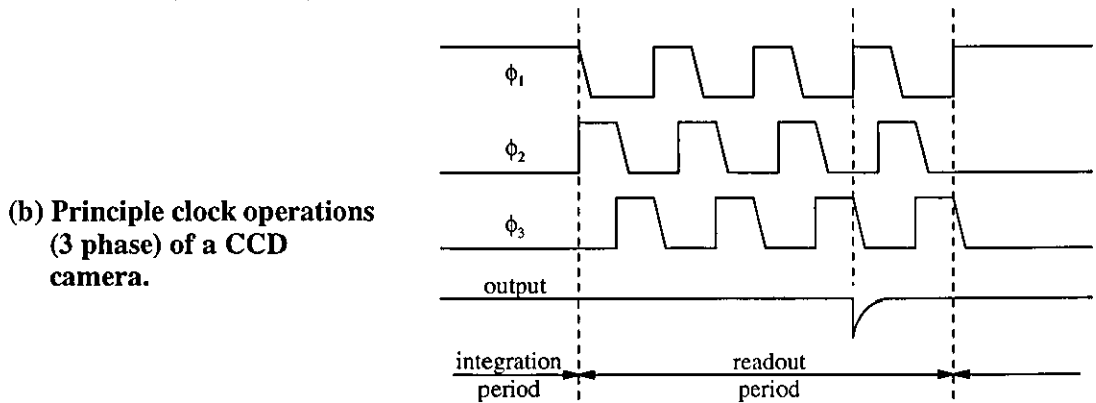 ϕ₁
ϕ₂
(b) Principle clock operations
(3 phase) of a CCD
camera.
ϕ₃
output
integration
period
readout
period